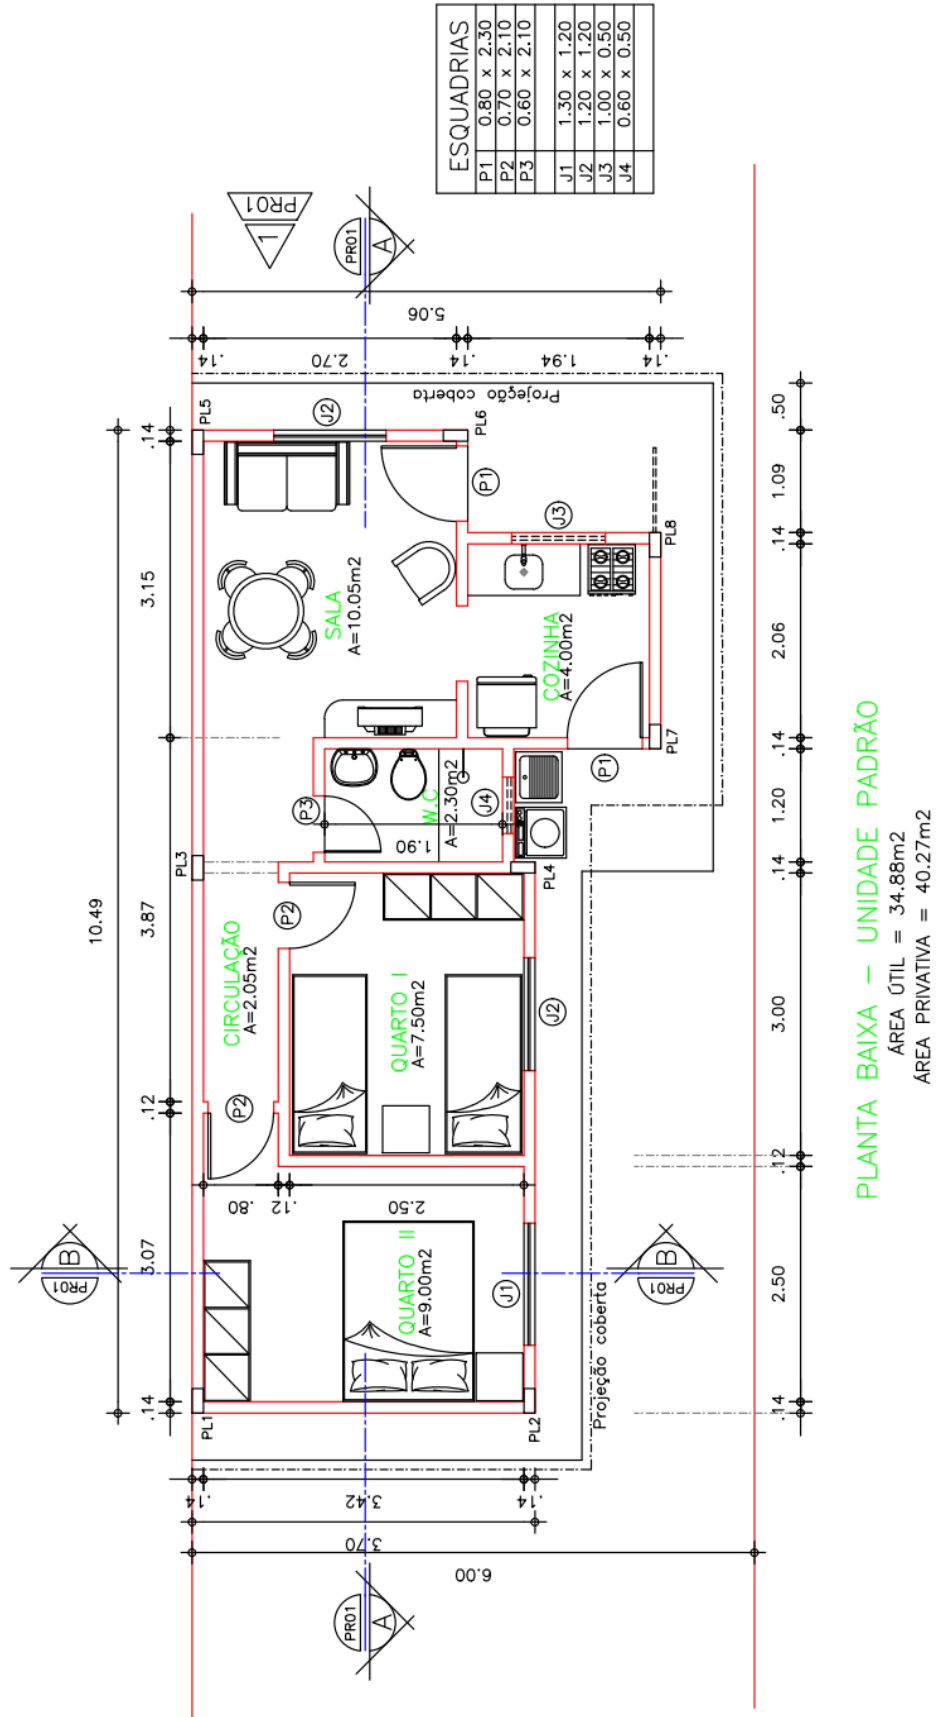 ESQUADRIAS
P1 0.80 x 2.30
P2 0.70 x 2.10
P3 0.60 x 2.10
J1 1.30 x 1.20
J2 1.20 x 1.20
J3 1.00 x 0.50
J4 0.60 x 0.50
10.49
.14
3.07
.12
3.87
3.15
.14
B
PR01
1
PR01
PR01
A
PR01
A
B
PR01
PL1
PL2
PL3
PL4
PL5
PL6
PL7
PL8
CIRCULAÇÃO
A=2.05m2
SALA
A=10.05m2
QUARTO II
A=9.00m2
QUARTO I
A=7.50m2
W.C
A=2.30m2
COZINHA
A=4.00m2
P2
P2
P3
P1
P1
J1
J2
J2
J3
J4
.80
.12
2.50
1.90
.14
3.42
.14
3.70
6.00
.14
2.70
.14
1.94
.14
5.06
Projeção coberta
Projeção coberta
.14
2.50
.12
3.00
.14
1.20
.14
2.06
.14
1.09
.50
PLANTA BAIXA – UNIDADE PADRÃO
ÁREA ÚTIL = 34.88m2
ÁREA PRIVATIVA = 40.27m2